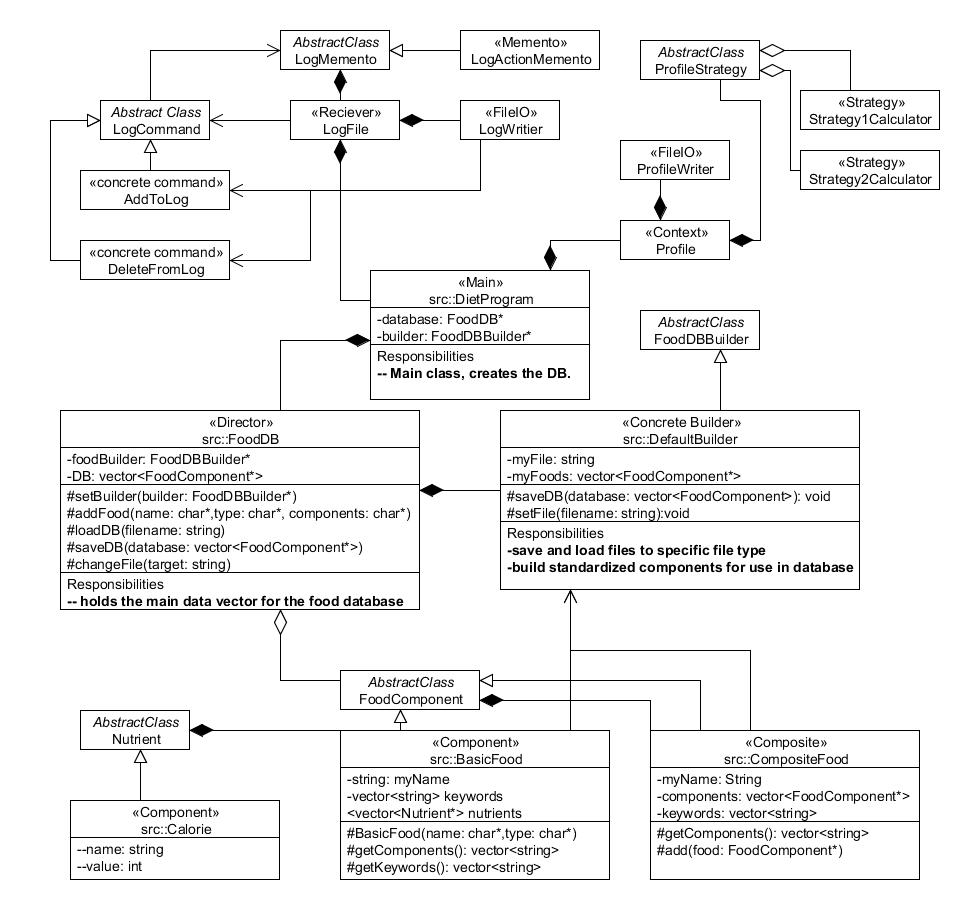 AbstractClass
LogMemento
«Memento»
LogActionMemento
AbstractClass
ProfileStrategy
Abstract Class
LogCommand
«Reciever»
LogFile
«FileIO»
LogWritier
«Strategy»
Strategy1Calculator
«FileIO»
ProfileWriter
«Strategy»
Strategy2Calculator
«concrete command»
AddToLog
«Context»
Profile
«concrete command»
DeleteFromLog
«Main»
src::DietProgram
-database: FoodDB*
-builder: FoodDBBuilder*
Responsibilities
-- Main class, creates the DB.
AbstractClass
FoodDBBuilder
«Director»
src::FoodDB
-foodBuilder: FoodDBBuilder*
-DB: vector<FoodComponent*>
#setBuilder(builder: FoodDBBuilder*)
#addFood(name: char*,type: char*, components: char*)
#loadDB(filename: string)
#saveDB(database: vector<FoodComponent*>)
#changeFile(target: string)
Responsibilities
-- holds the main data vector for the food database
«Concrete Builder»
src::DefaultBuilder
-myFile: string
-myFoods: vector<FoodComponent*>
#saveDB(database: vector<FoodComponent>): void
#setFile(filename: string):void
Responsibilities
-save and load files to specific file type
-build standardized components for use in database
AbstractClass
FoodComponent
AbstractClass
Nutrient
«Component»
src::BasicFood
-string: myName
-vector<string> keywords
<vector<Nutrient*> nutrients
#BasicFood(name: char*,type: char*)
#getComponents(): vector<string>
#getKeywords(): vector<string>
«Composite»
src::CompositeFood
-myName: String
-components: vector<FoodComponent*>
-keywords: vector<string>
#getComponents(): vector<string>
#add(food: FoodComponent*)
«Component»
src::Calorie
--name: string
--value: int